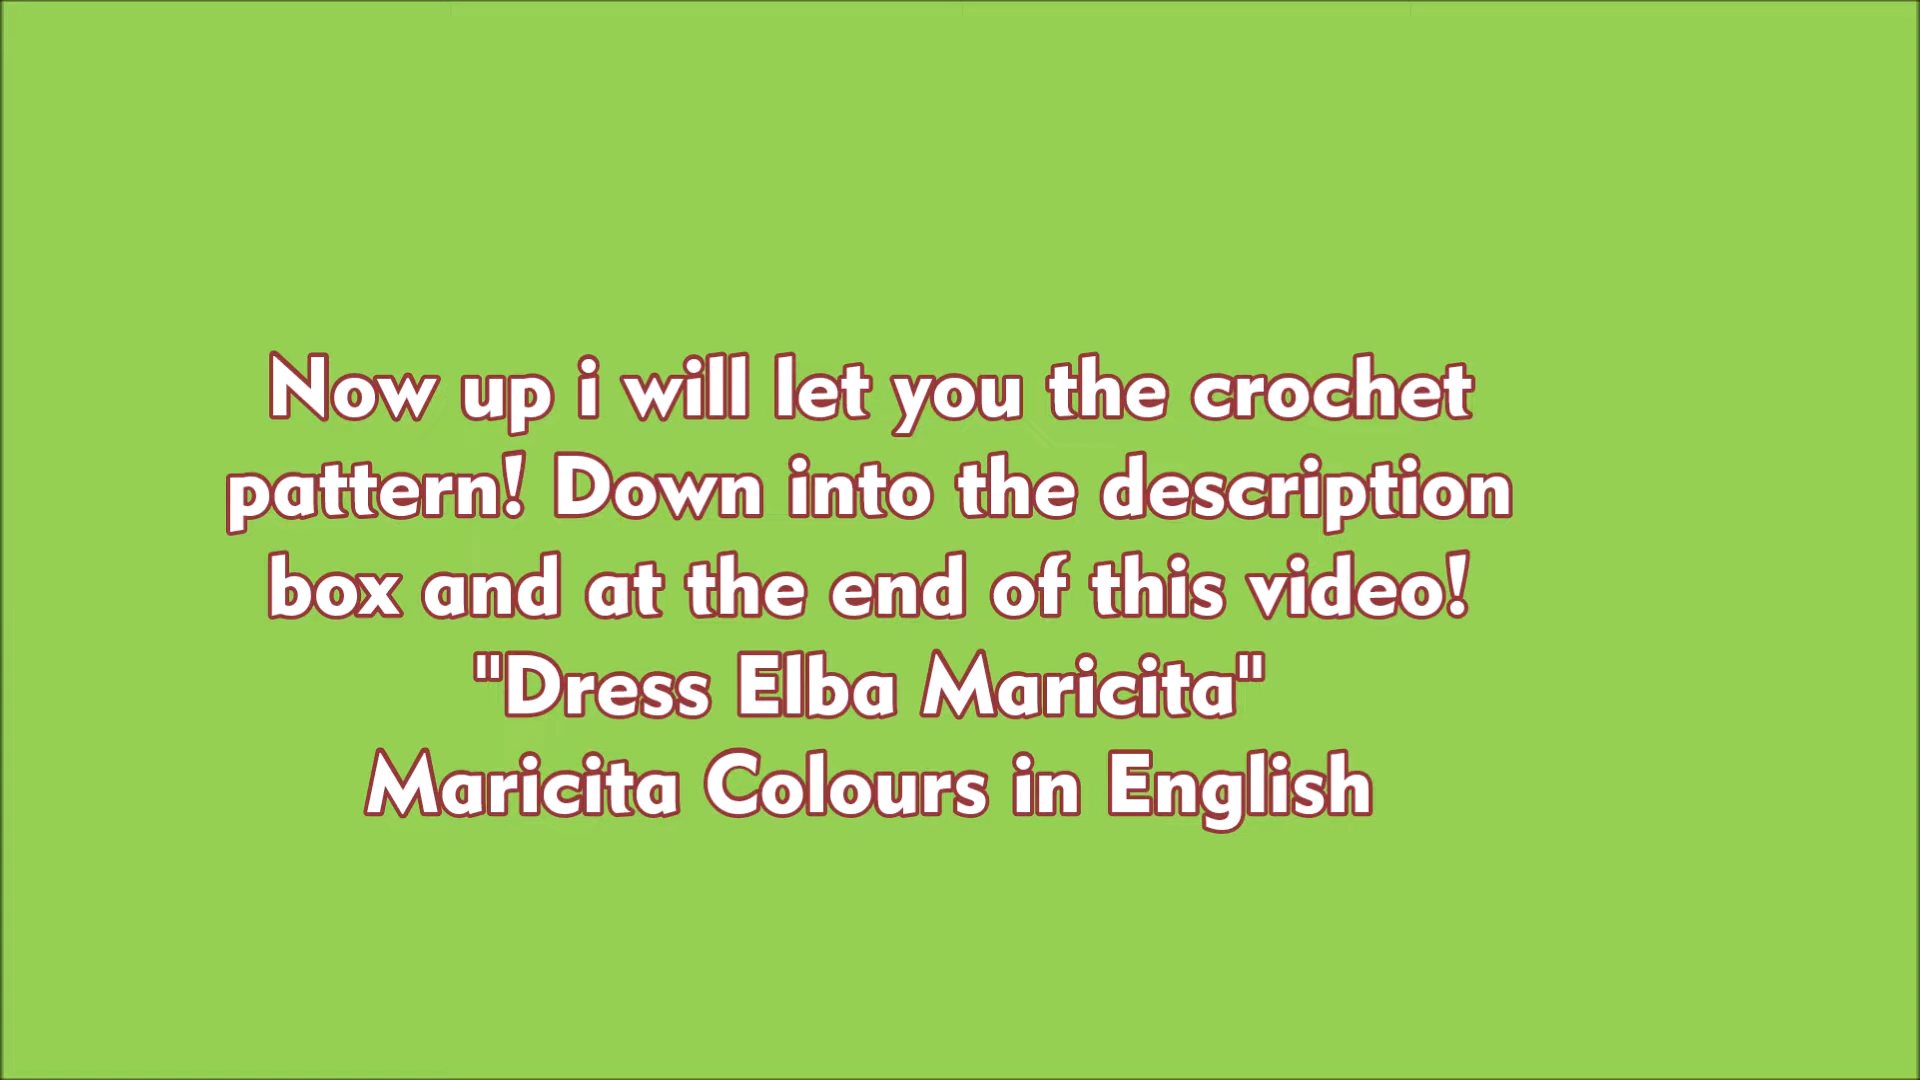 Now up i will let you the crochet
pattern! Down into the description
box and at the end of this video!
"Dress Elba Maricita"
Maricita Colours in English